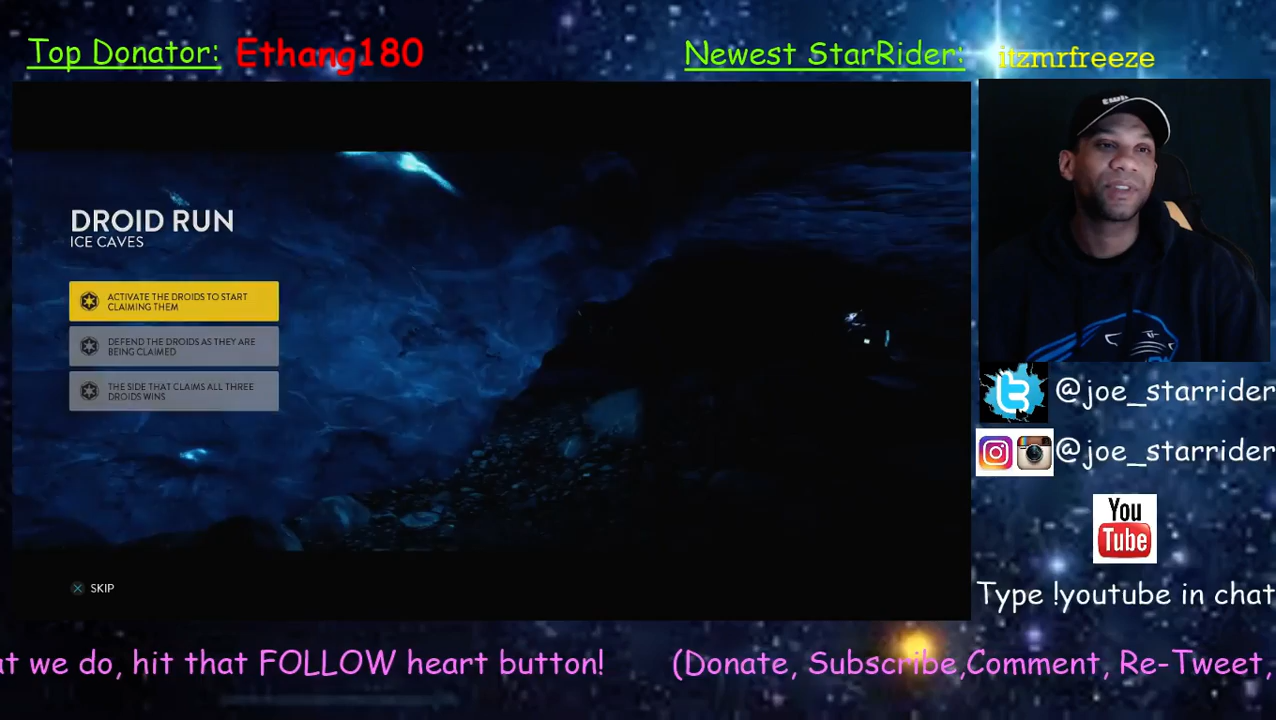 Top Donator: Ethang180
Newest StarRider: itzmrfreeze
DROID RUN
ICE CAVES
ACTIVATE THE DROIDS TO START
CLAIMING THEM
DEFEND THE DROIDS AS THEY ARE
BEING CLAIMED
THE SIDE THAT CLAIMS ALL THREE
DROIDS WINS
SKIP
@joe_starrider
@joe_starrider
You
Tube
Type !youtube in chat
at we do, hit that FOLLOW heart button! (Donate, Subscribe,Comment, Re-Tweet,